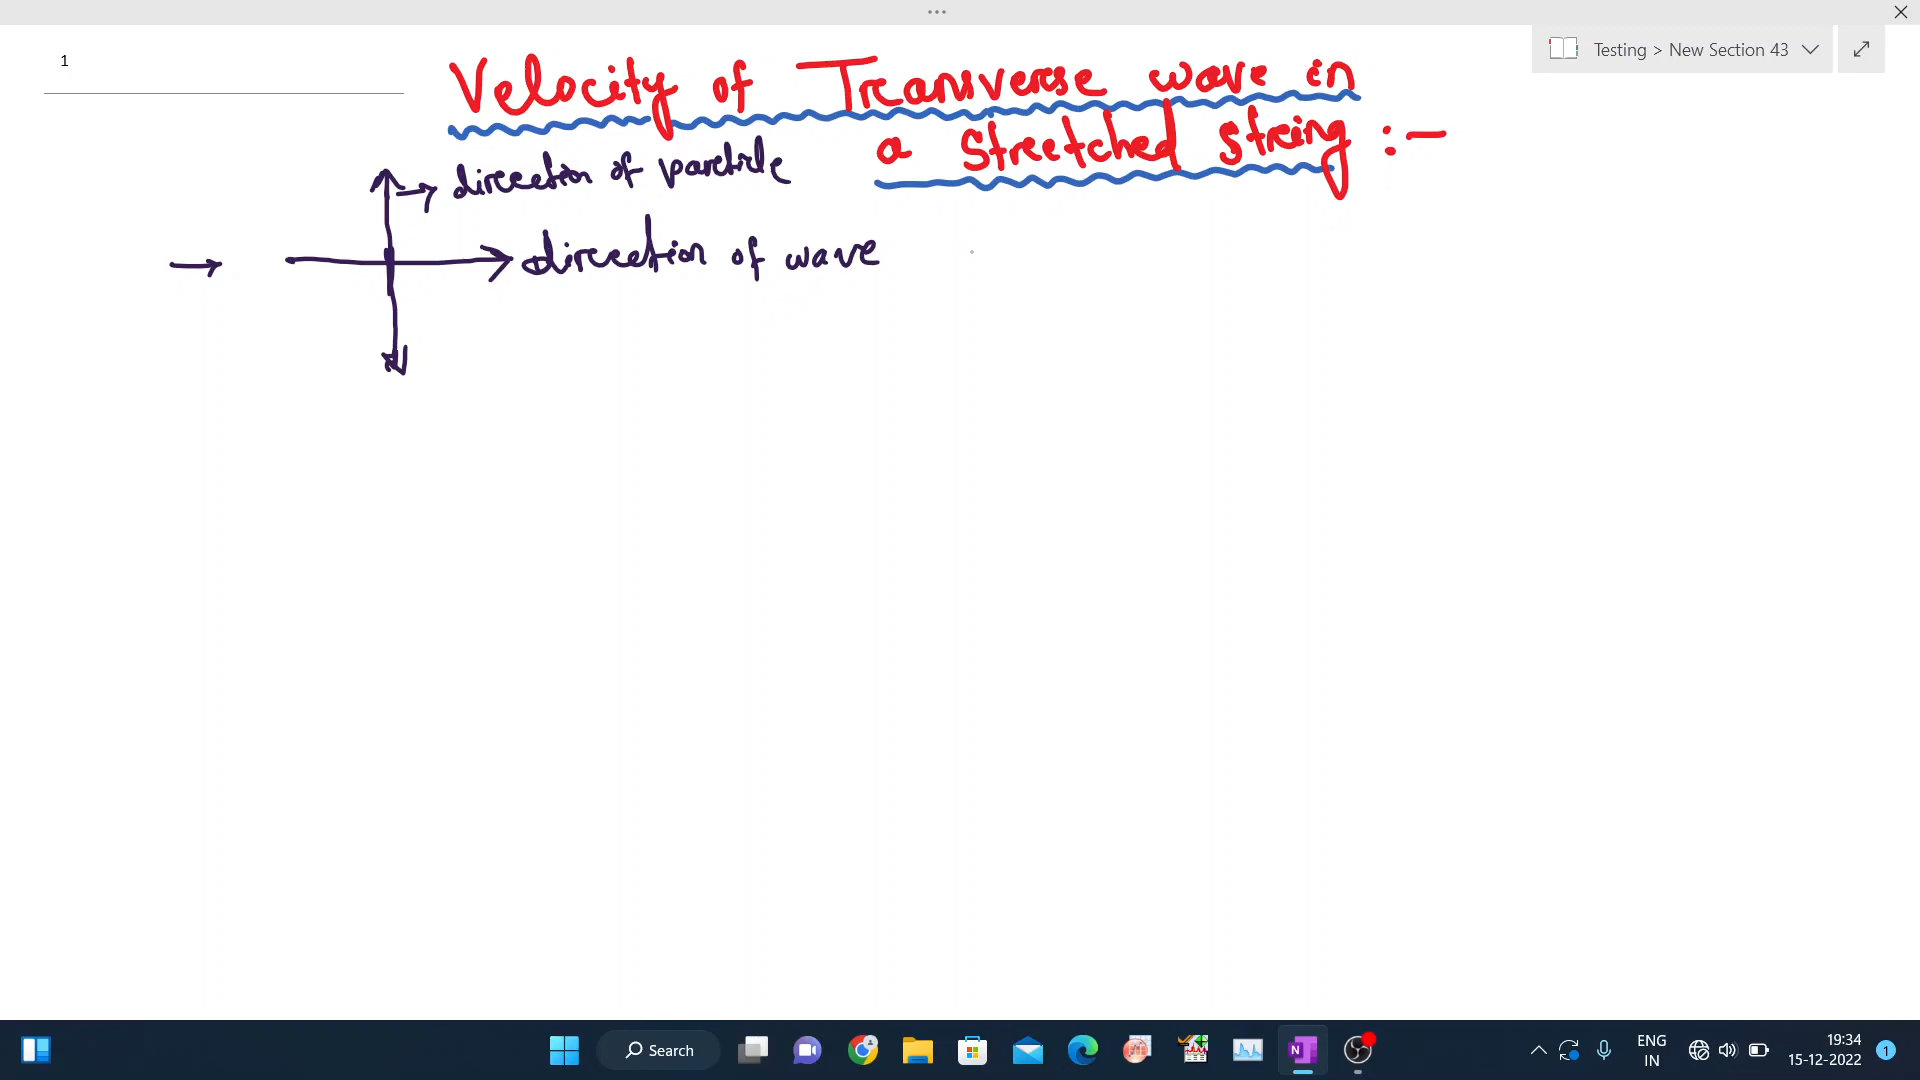 Testing > New Section 43
1
Velocity of Transverse wave in
a stretched string :-
direction of particle
direction of wave
Search
ENG
IN
19:34
15-12-2022
1